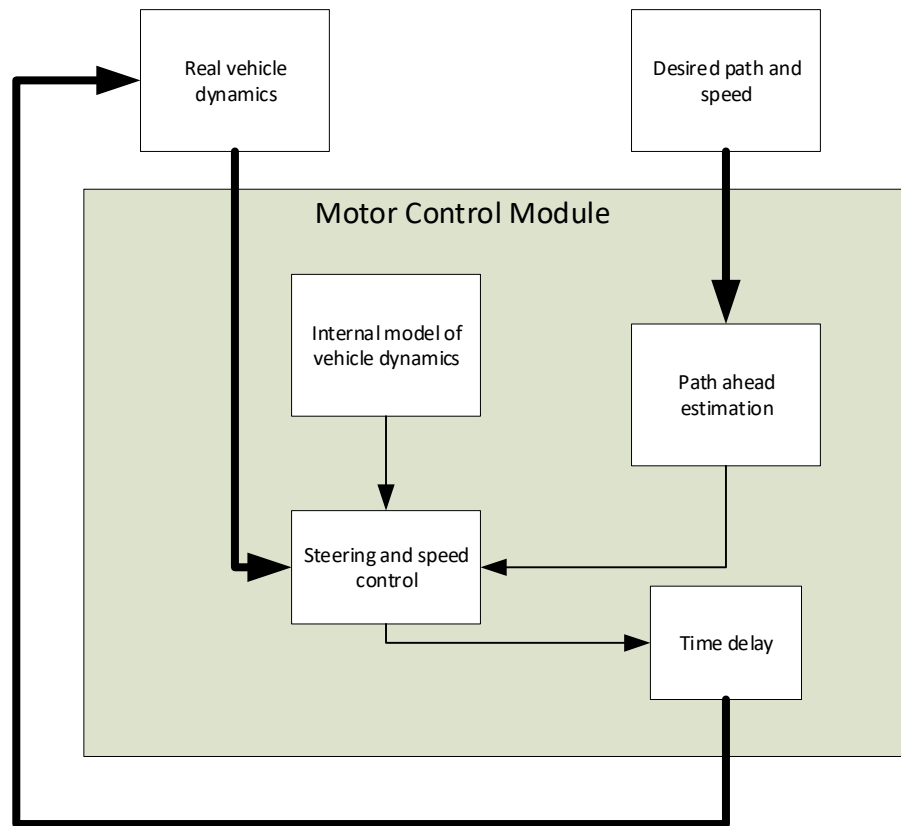 Real vehicle
dynamics
Desired path and
speed
Motor Control Module
Internal model of
vehicle dynamics
Path ahead
estimation
Steering and speed
control
Time delay